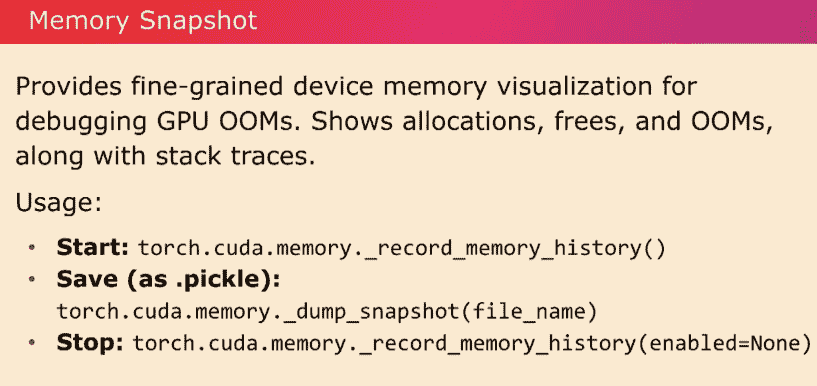 Memory Snapshot
Provides fine-grained device memory visualization for
debugging GPU OOMs. Shows allocations, frees, and OOMs,
along with stack traces.
Usage:
• Start: torch.cuda.memory._record_memory_history()
• Save (as .pickle):
torch.cuda.memory._dump_snapshot(file_name)
• Stop: torch.cuda.memory._record_memory_history(enabled=None)